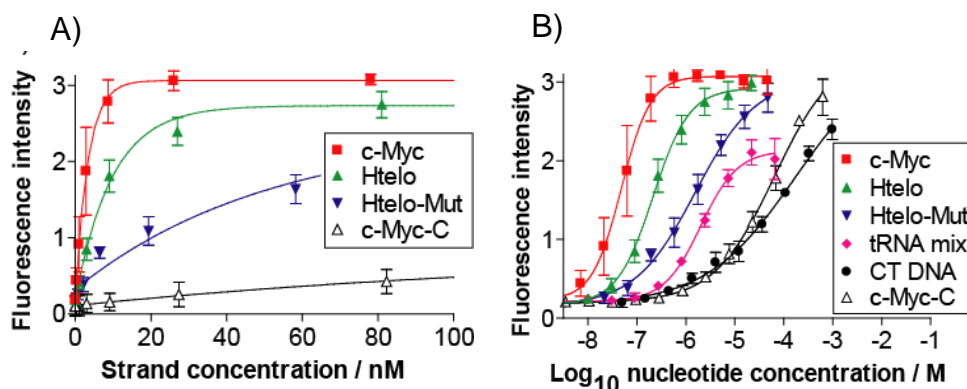 A)
Fluorescence intensity
3
2
1
0
0 20 40 60 80 100
Strand concentration / nM
c-Myc
Htelo
Htelo-Mut
c-Myc-C
B)
Fluorescence intensity
3
2
1
0
-8 -7 -6 -5 -4 -3 -2 -1
Log10 nucleotide concentration / M
c-Myc
Htelo
Htelo-Mut
tRNA mix
CT DNA
c-Myc-C